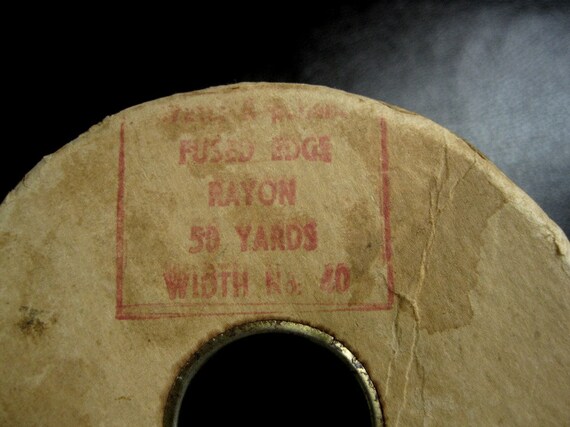 FUSED EDGE
RAYON
50 YARDS
WIDTH No. 40